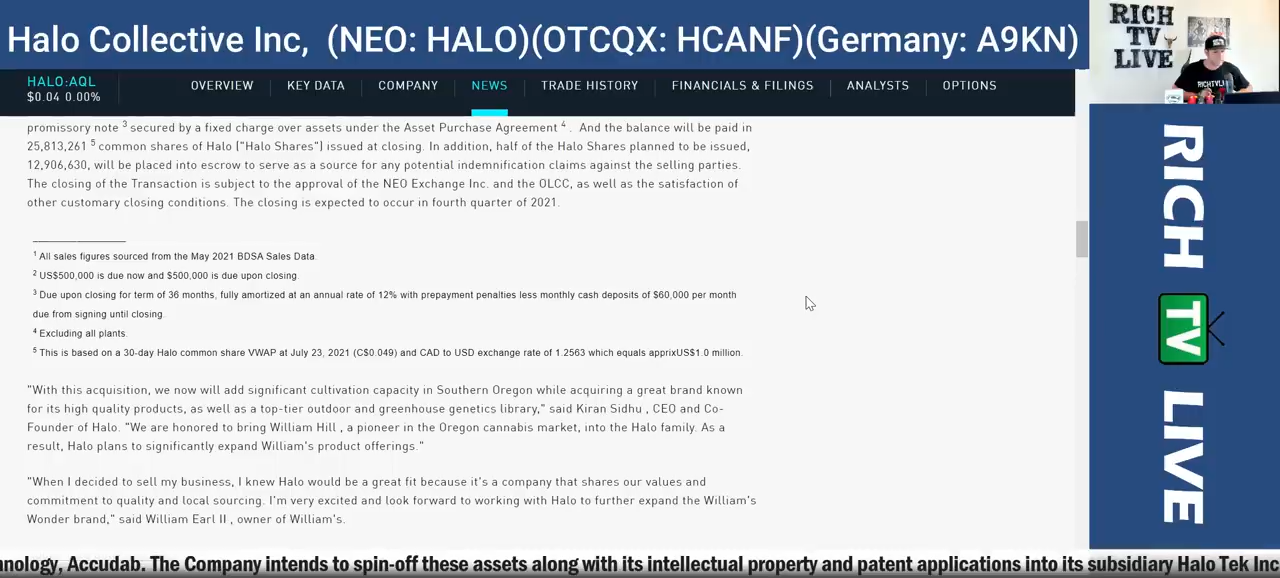 Halo Collective Inc, (NEO: HALO)(OTCQX: HCANF)(Germany: A9KN)
RICH
TV
LIVE
HALO:AQL
$0.04 0.00%
OVERVIEW
KEY DATA
COMPANY
NEWS
TRADE HISTORY
FINANCIALS & FILINGS
ANALYSTS
OPTIONS
promissory note ³ secured by a fixed charge over assets under the Asset Purchase Agreement ⁴ . And the balance will be paid in
25,813,261 ⁵ common shares of Halo ["Halo Shares"] issued at closing. In addition, half of the Halo Shares planned to be issued,
12,906,630, will be placed into escrow to serve as a source for any potential indemnification claims against the selling parties.
The closing of the Transaction is subject to the approval of the NEO Exchange Inc. and the OLCC, as well as the satisfaction of
other customary closing conditions. The closing is expected to occur in fourth quarter of 2021.
¹ All sales figures sourced from the May 2021 BDSA Sales Data.
² US$500,000 is due now and $500,000 is due upon closing.
³ Due upon closing for term of 36 months, fully amortized at an annual rate of 12% with prepayment penalties less monthly cash deposits of $60,000 per month
due from signing until closing.
⁴ Excluding all plants.
⁵ This is based on a 30-day Halo common share VWAP at July 23, 2021 (C$0.049) and CAD to USD exchange rate of 1.2563 which equals apprixUS$1.0 million.
"With this acquisition, we now will add significant cultivation capacity in Southern Oregon while acquiring a great brand known
for its high quality products, as well as a top-tier outdoor and greenhouse genetics library," said Kiran Sidhu , CEO and Co-
Founder of Halo. "We are honored to bring William Hill , a pioneer in the Oregon cannabis market, into the Halo family. As a
result, Halo plans to significantly expand William's product offerings."
"When I decided to sell my business, I knew Halo would be a great fit because it's a company that shares our values and
commitment to quality and local sourcing. I'm very excited and look forward to working with Halo to further expand the William's
Wonder brand," said William Earl II , owner of William's.
RICH
TV
LIVE
nology, Accudab. The Company intends to spin-off these assets along with its intellectual property and patent applications into its subsidiary Halo Tek Inc